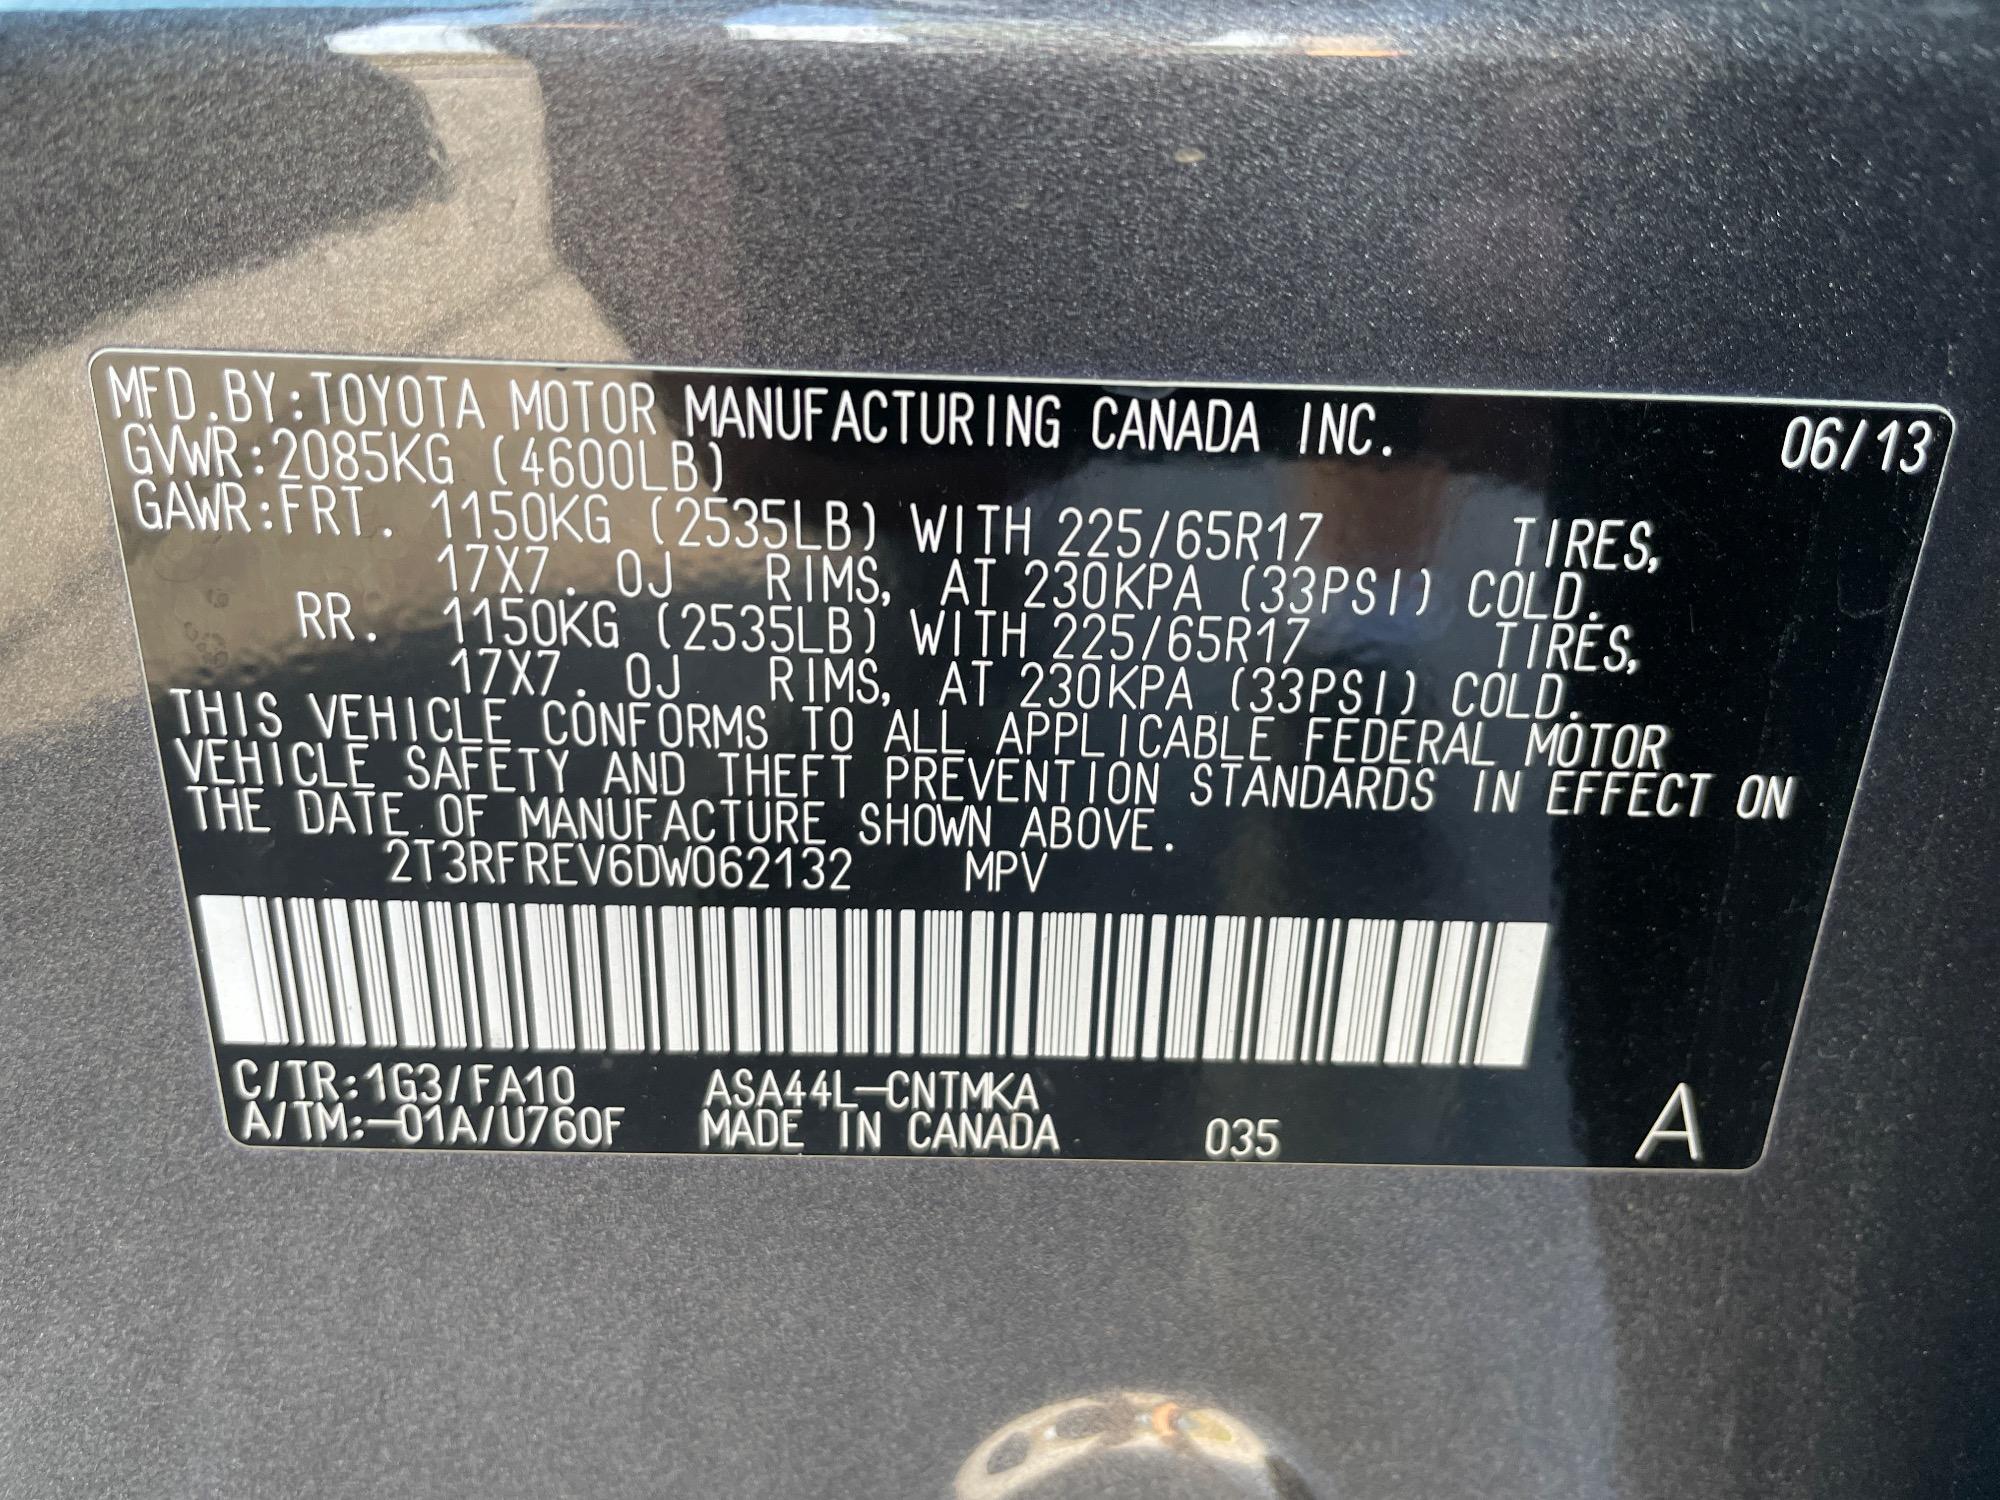 MFD.BY:TOYOTA MOTOR MANUFACTURING CANADA INC. 06/13
GVWR:2085KG (4600LB)
GAWR:FRT. 1150KG (2535LB) WITH 225/65R17 TIRES,
17X7.0J RIMS, AT 230KPA (33PSI) COLD.
RR. 1150KG (2535LB) WITH 225/65R17 TIRES,
17X7.0J RIMS, AT 230KPA (33PSI) COLD.
THIS VEHICLE CONFORMS TO ALL APPLICABLE FEDERAL MOTOR
VEHICLE SAFETY AND THEFT PREVENTION STANDARDS IN EFFECT ON
THE DATE OF MANUFACTURE SHOWN ABOVE.
2T3RFREV6DW062132 MPV
C/TR:1G3/FA10 ASA44L-CNTMKA
A/TM:-01A/U760F MADE IN CANADA 035 A